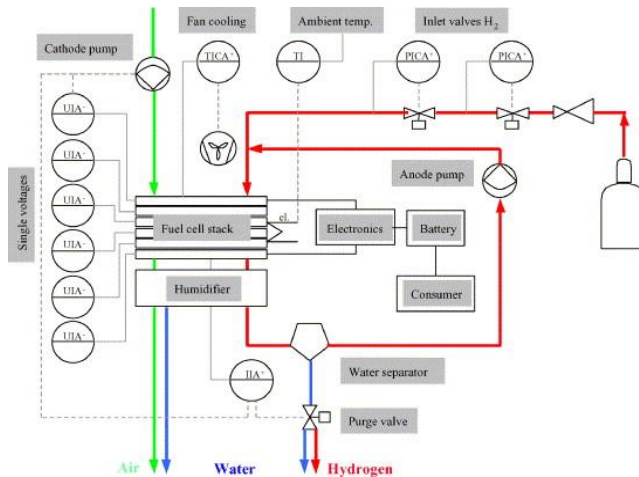 Fan cooling
Ambient temp.
Inlet valves H₂
Cathode pump
TICA⁺
TI
PICA⁺
PICA⁺
UIA⁻
UIA⁻
UIA⁻
UIA⁻
UIA⁻
UIA⁻
Single voltages
Anode pump
Fuel cell stack
el.
Electronics
Battery
Humidifier
Consumer
IIA⁺
Water separator
Purge valve
Air
Water
Hydrogen